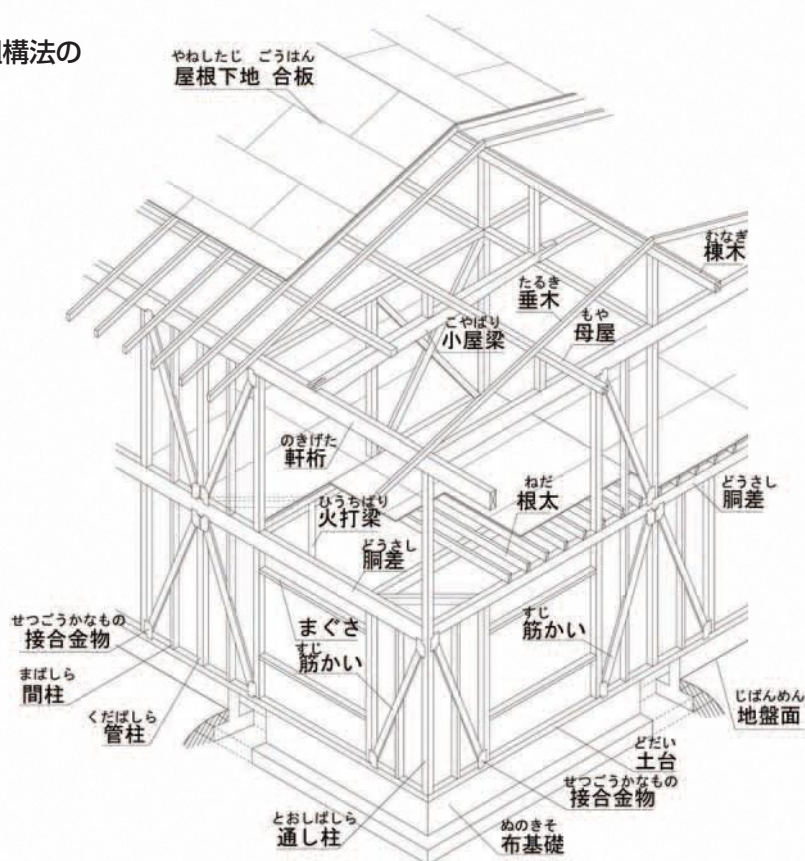 構法の
やねしたじ ごうはん
屋根下地 合板
むなぎ
棟木
たるき
垂木
もや
母屋
こやばり
小屋梁
のきげた
軒桁
ねだ
根太
どうさし
胴差
ひうちばり
火打梁
どうさし
胴差
まぐさ
すじ
筋かい
すじ
筋かい
せつごうかなもの
接合金物
まばしら
間柱
くだばしら
管柱
じばんめん
地盤面
どだい
土台
せつごうかなもの
接合金物
とおしばしら
通し柱
ぬのきそ
布基礎